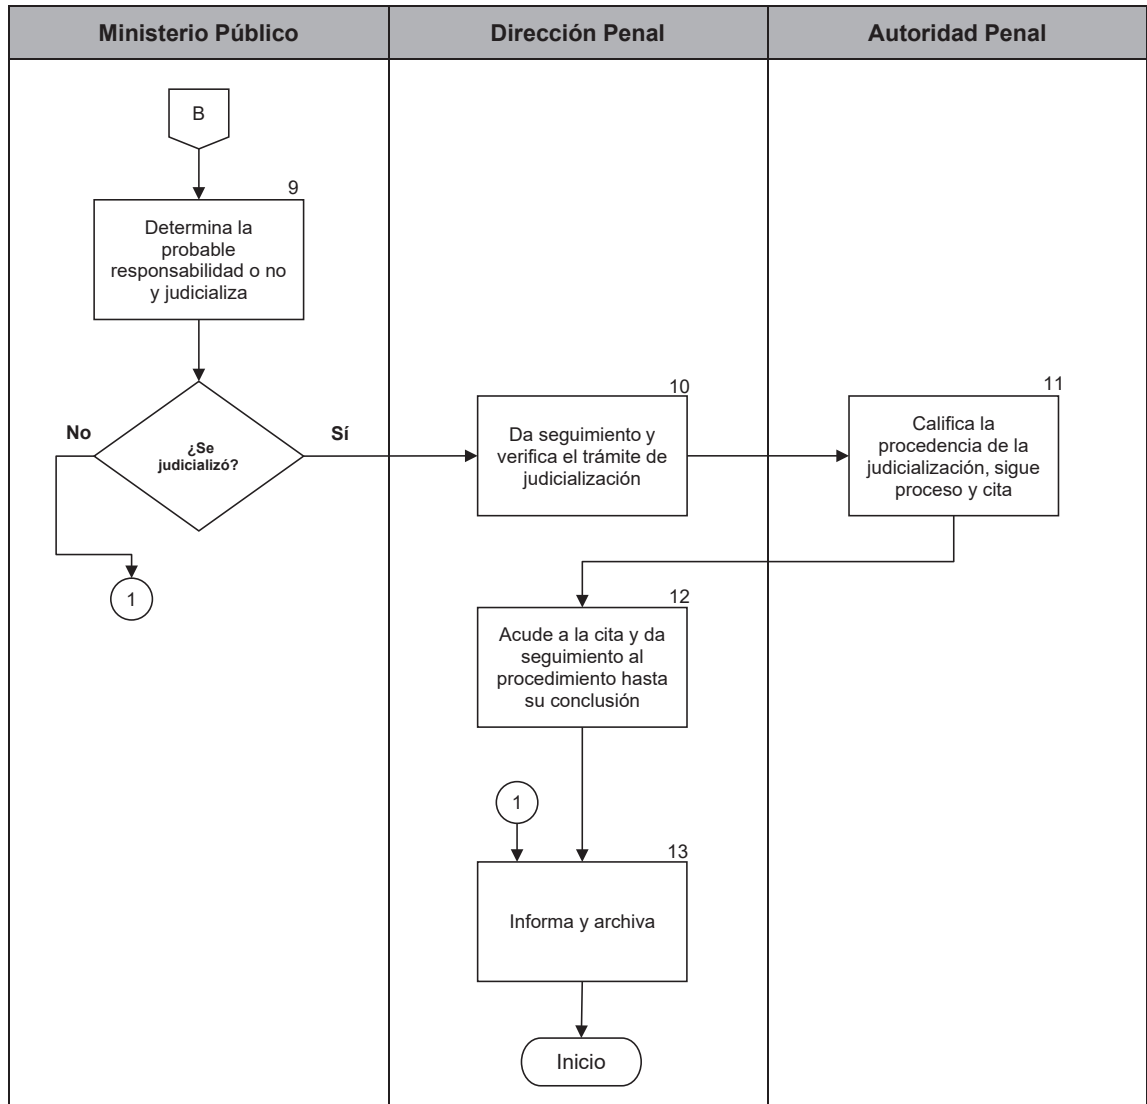 Ministerio Público
Dirección Penal
Autoridad Penal
B
9
Determina la
probable
responsabilidad o no
y judicializa
No
¿Se
judicializó?
Sí
1
10
Da seguimiento y
verifica el trámite de
judicialización
11
Califica la
procedencia de la
judicialización, sigue
proceso y cita
12
Acude a la cita y da
seguimiento al
procedimiento hasta
su conclusión
1
13
Informa y archiva
Inicio